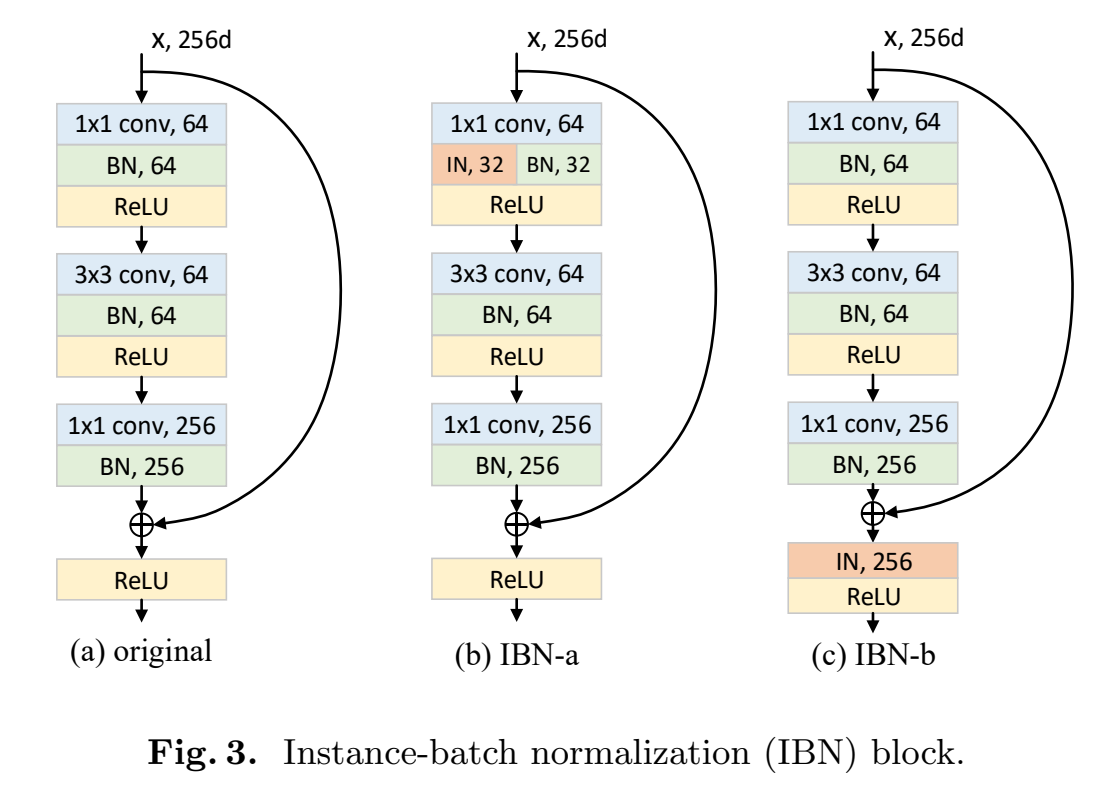 x, 256d
1x1 conv, 64
BN, 64
ReLU
3x3 conv, 64
BN, 64
ReLU
1x1 conv, 256
BN, 256
ReLU
(a) original
x, 256d
1x1 conv, 64
IN, 32 BN, 32
ReLU
3x3 conv, 64
BN, 64
ReLU
1x1 conv, 256
BN, 256
ReLU
(b) IBN-a
x, 256d
1x1 conv, 64
BN, 64
ReLU
3x3 conv, 64
BN, 64
ReLU
1x1 conv, 256
BN, 256
IN, 256
ReLU
(c) IBN-b
Fig. 3. Instance-batch normalization (IBN) block.